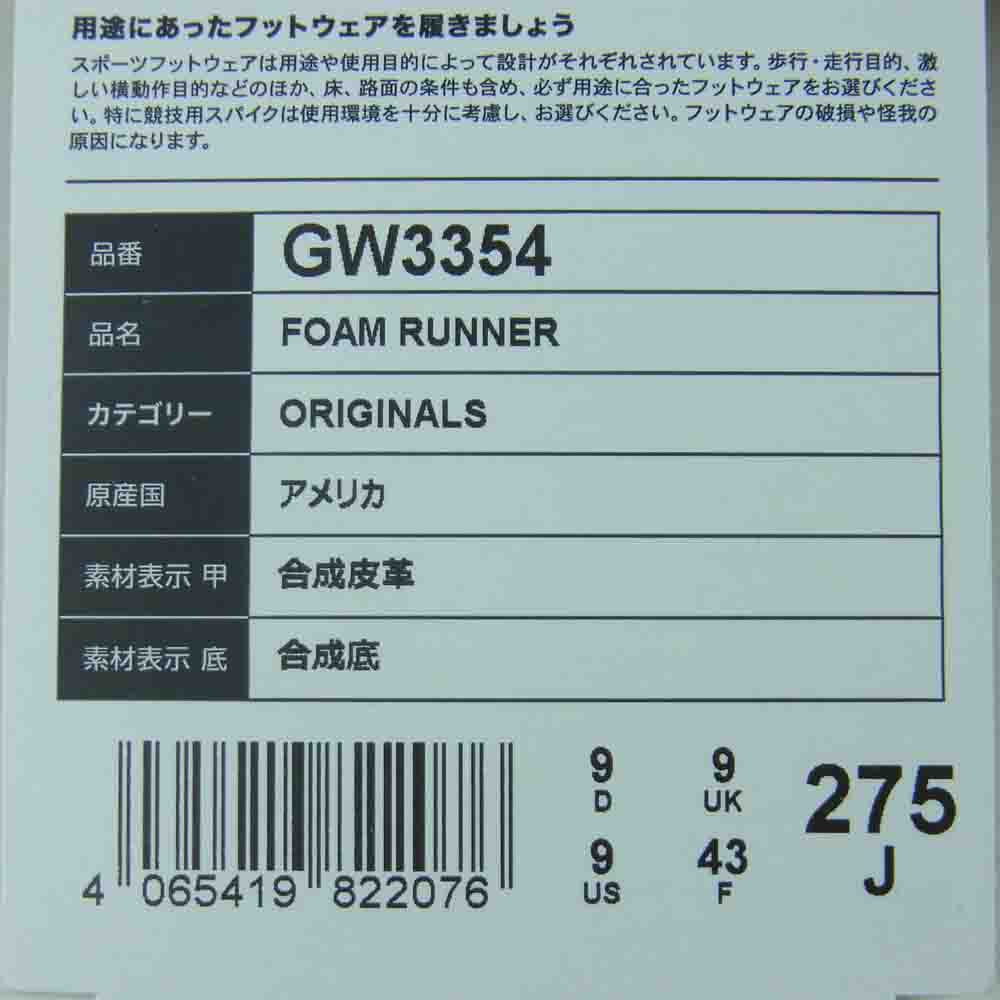 用途にあったフットウェアを履きましょう
スポーツフットウェアは用途や使用目的によって設計がそれぞれされています。歩行・走行目的、激
しい横動作目的などのほか、床、路面の条件も含め、必ず用途に合ったフットウェアをお選びくださ
い。特に競技用スパイクは使用環境を十分に考慮し、お選びください。フットウェアの破損や怪我の
原因になります。
品番 GW3354
品名 FOAM RUNNER
カテゴリー ORIGINALS
原産国 アメリカ
素材表示 甲 合成皮革
素材表示 底 合成底
4 065419 822076
9 9 275
D UK
9 43 J
US F